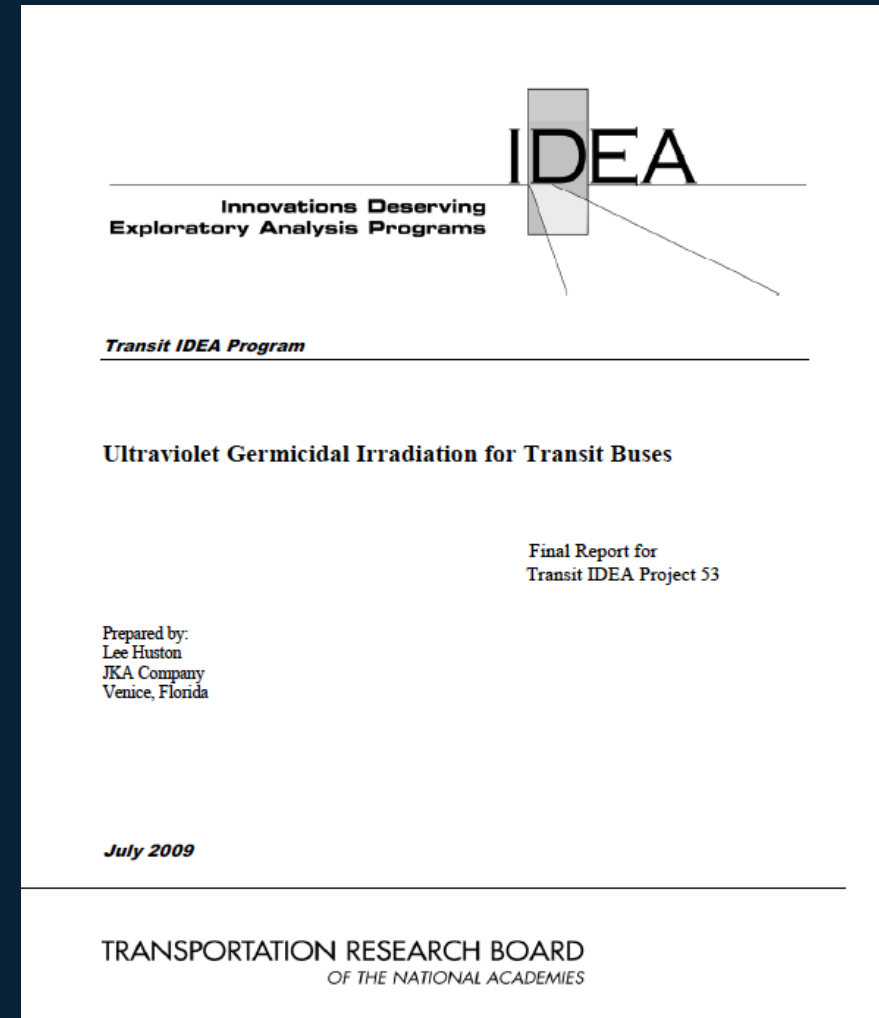 IDEA
Innovations Deserving
Exploratory Analysis Programs
Transit IDEA Program
Ultraviolet Germicidal Irradiation for Transit Buses
Final Report for
Transit IDEA Project 53
Prepared by:
Lee Huston
JKA Company
Venice, Florida
July 2009
TRANSPORTATION RESEARCH BOARD
OF THE NATIONAL ACADEMIES